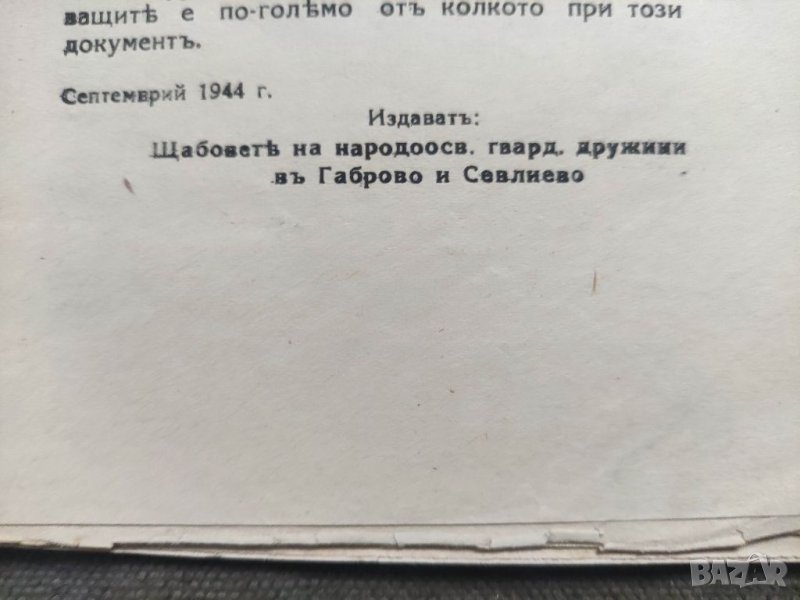 ващитѣ е по-голѣмо отъ колкото при този
документъ.
Септемврий 1944 г.
Издаватъ:
Щабоветѣ на народоосв. гвард. дружини
въ Габрово и Севлиево
BAZAR